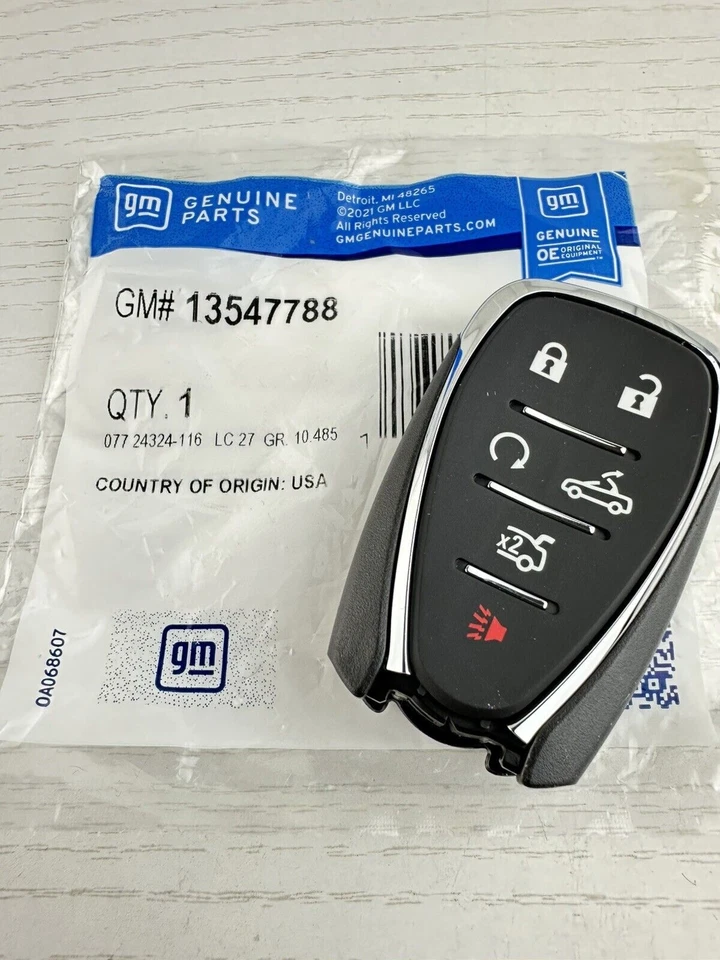 gm GENUINE
PARTS
Detroit, MI 48265
©2021 GM LLC
All Rights Reserved
GMGENUINEPARTS.COM
gm
GENUINE
OE ORIGINAL
EQUIPMENT™
GM# 13547788
QTY. 1
077 24324-116 LC 27 GR. 10.485
COUNTRY OF ORIGIN: USA
x2
gm
0A068607